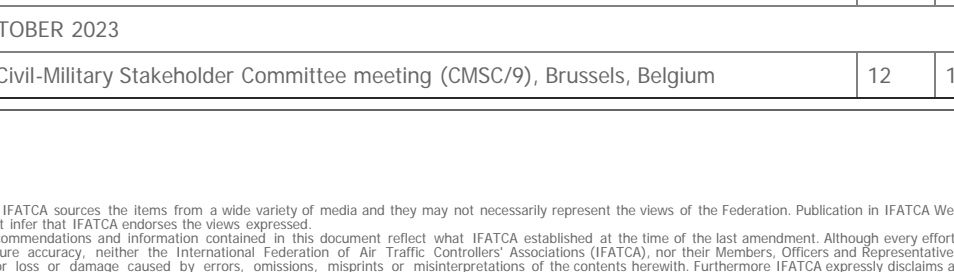 TOBER 2023
Civil-Military Stakeholder Committee meeting (CMSC/9), Brussels, Belgium 12 1
IFATCA sources the items from a wide variety of media and they may not necessarily represent the views of the Federation. Publication in IFATCA We
t infer that IFATCA endorses the views expressed.
commendations and information contained in this document reflect what IFATCA established at the time of the last amendment. Although every effort
ure accuracy, neither the International Federation of Air Traffic Controllers' Associations (IFATCA), nor their Members, Officers and Representative
or loss or damage caused by errors, omissions, misprints or misinterpretations of the contents herewith. Furthermore IFATCA expressly disclaims a